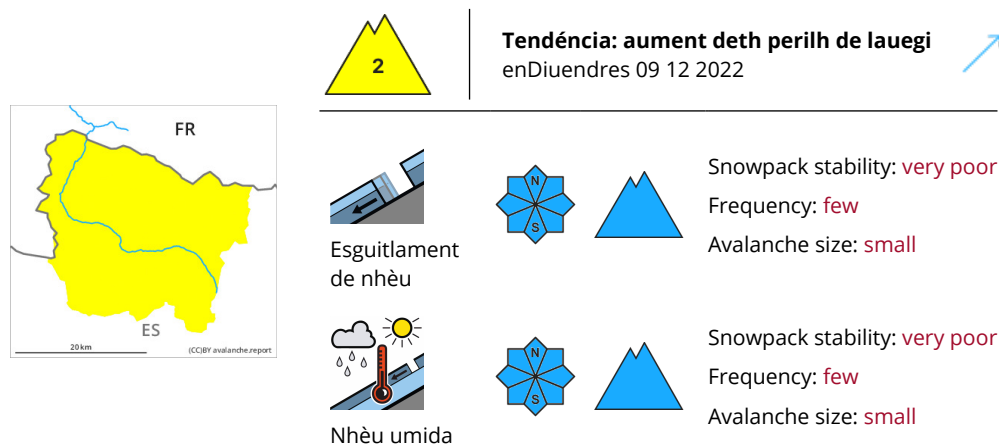 2
Tendéncia: aument deth perilh de lauegi
enDiuendres 09 12 2022
FR
ES
20 km
(CC)BY avalanche.report
N
S
Esguitlament
de nhèu
Snowpack stability: very poor
Frequency: few
Avalanche size: small
N
S
Nhèu umida
Snowpack stability: very poor
Frequency: few
Avalanche size: small